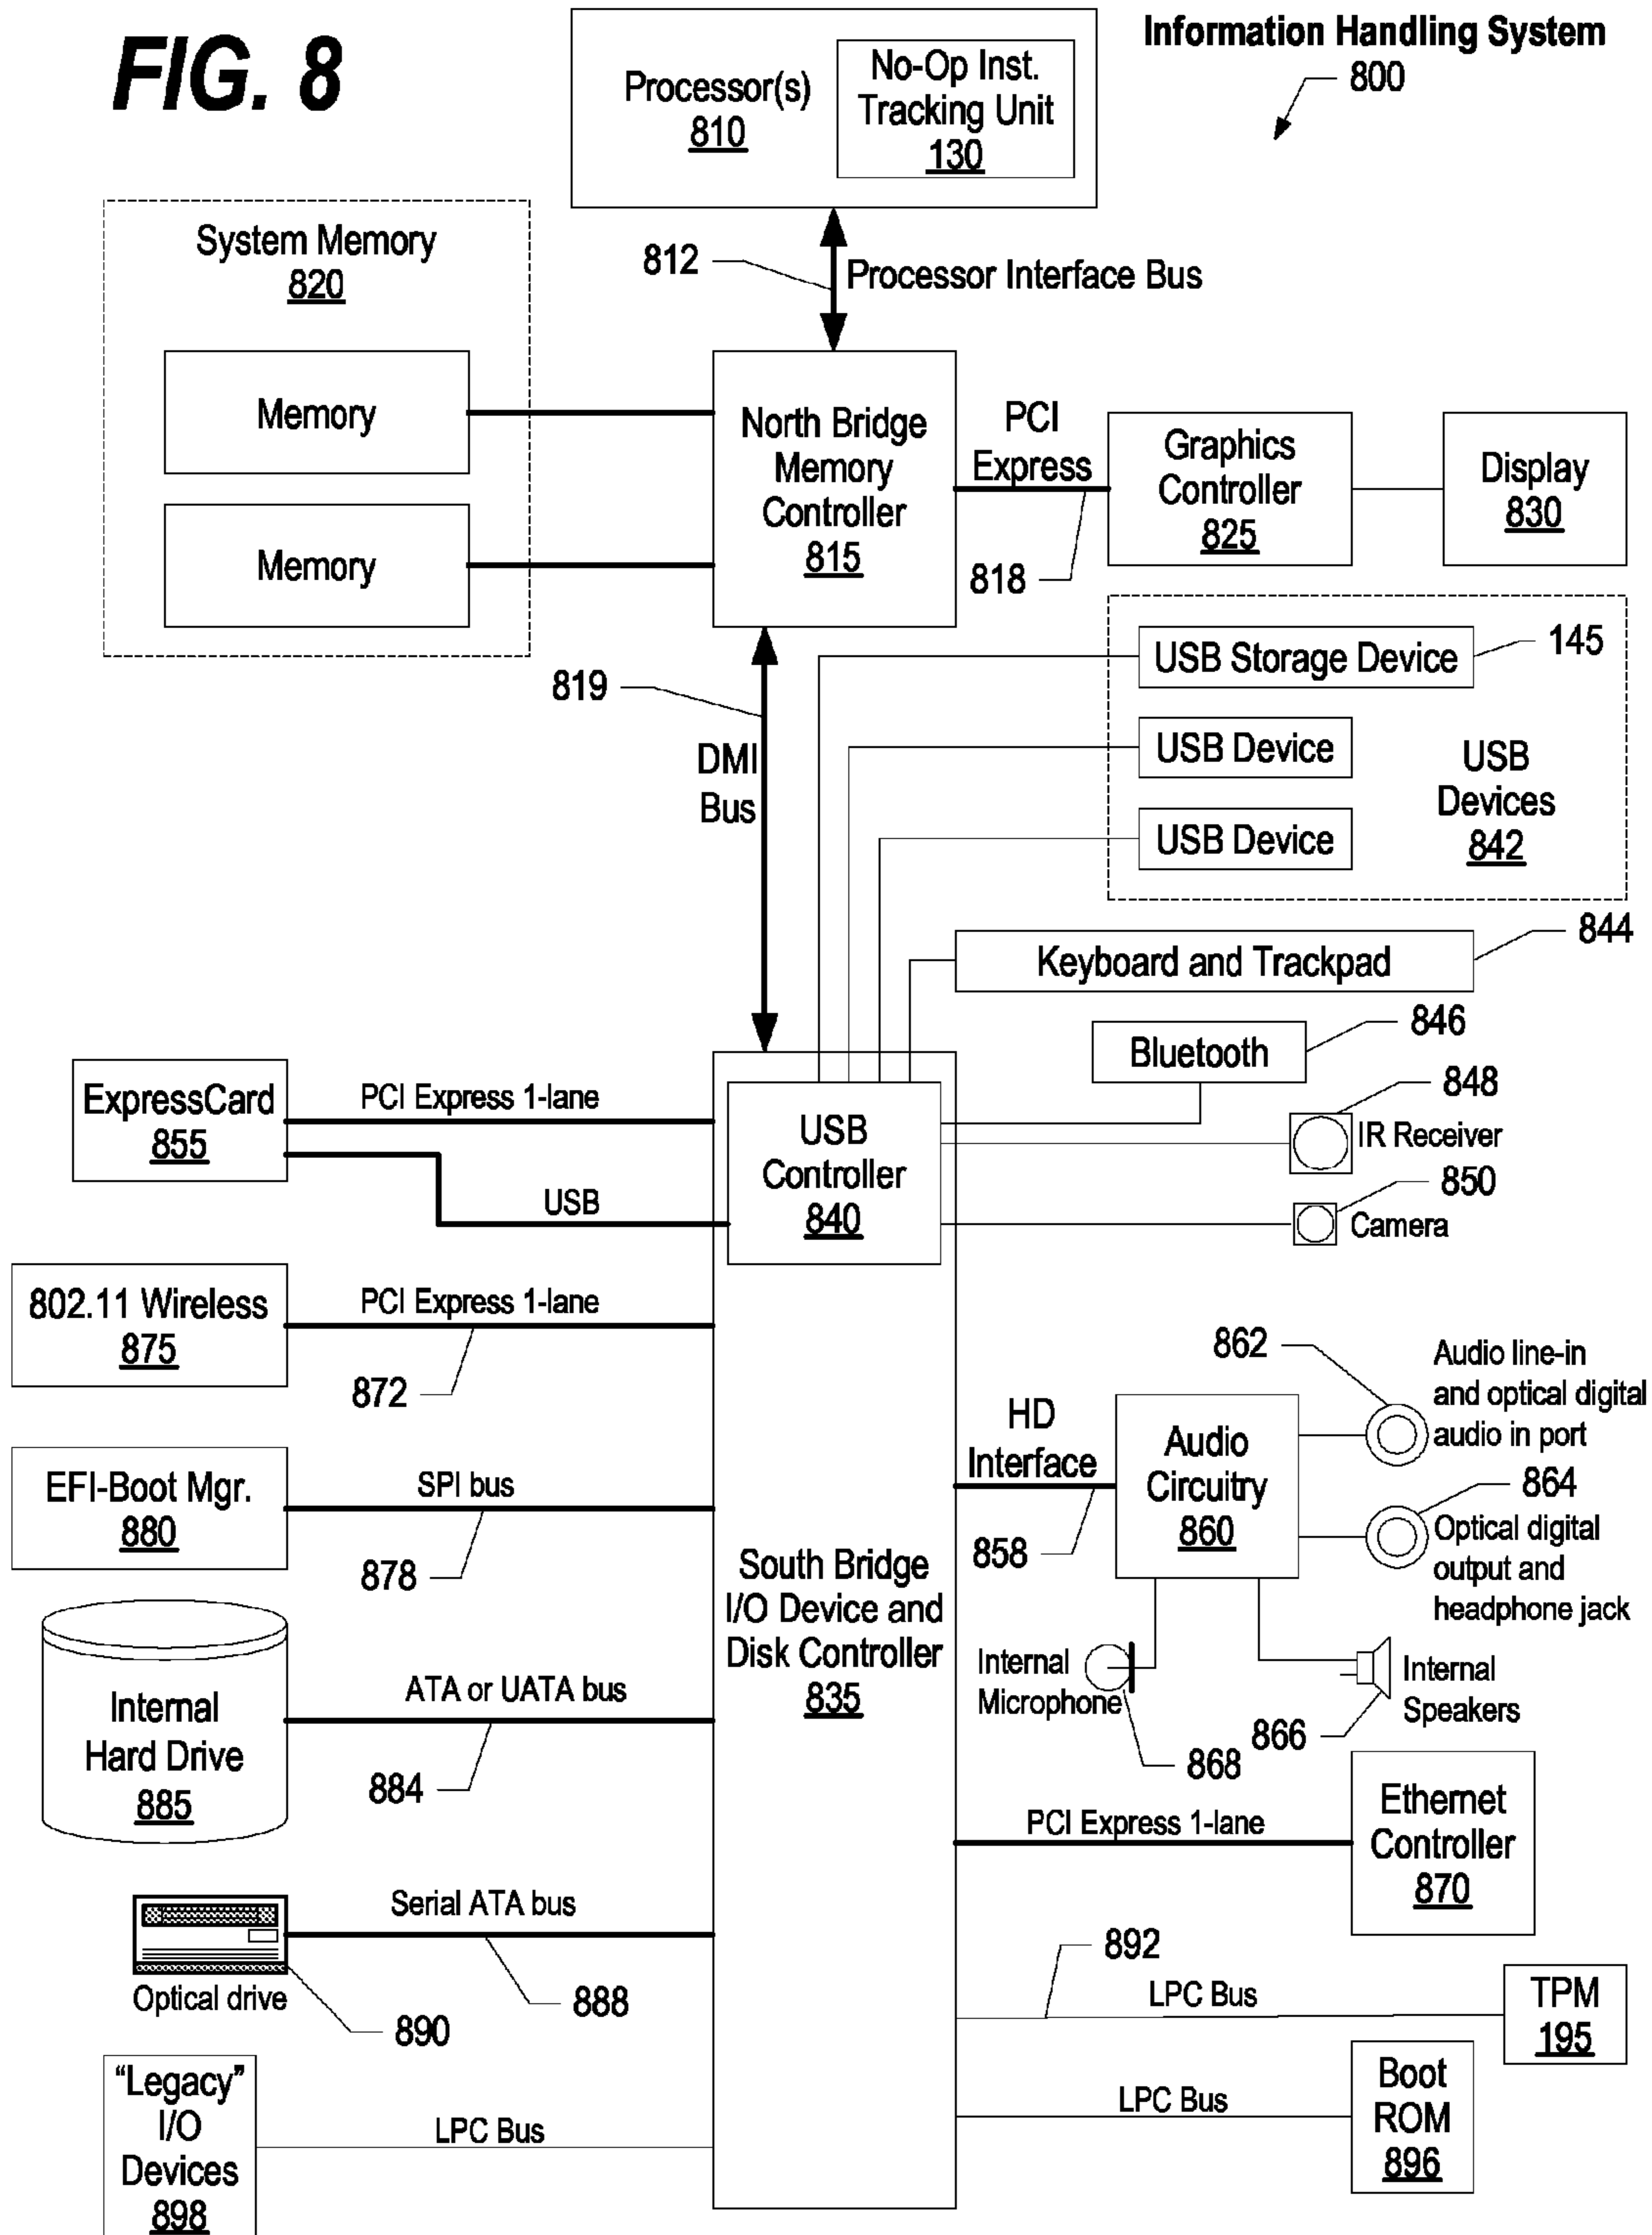 FIG. 8
Information Handling System
800
Processor(s)
810
No-Op Inst.
Tracking Unit
130
System Memory
820
Memory
Memory
812
Processor Interface Bus
North Bridge
Memory
Controller
815
PCI
Express
818
Graphics
Controller
825
Display
830
819
DMI
Bus
USB Storage Device
145
USB Device
USB Device
USB
Devices
842
Keyboard and Trackpad
844
Bluetooth
846
848
IR Receiver
850
Camera
USB
Controller
840
ExpressCard
855
PCI Express 1-lane
USB
802.11 Wireless
875
PCI Express 1-lane
872
EFI-Boot Mgr.
880
SPI bus
878
Internal
Hard Drive
885
ATA or UATA bus
884
Optical drive
890
Serial ATA bus
888
"Legacy"
I/O
Devices
898
LPC Bus
South Bridge
I/O Device and
Disk Controller
835
HD
Interface
858
Audio
Circuitry
860
862
Audio line-in
and optical digital
audio in port
864
Optical digital
output and
headphone jack
Internal
Microphone
868
Internal
Speakers
866
PCI Express 1-lane
Ethernet
Controller
870
892
LPC Bus
TPM
195
LPC Bus
Boot
ROM
896